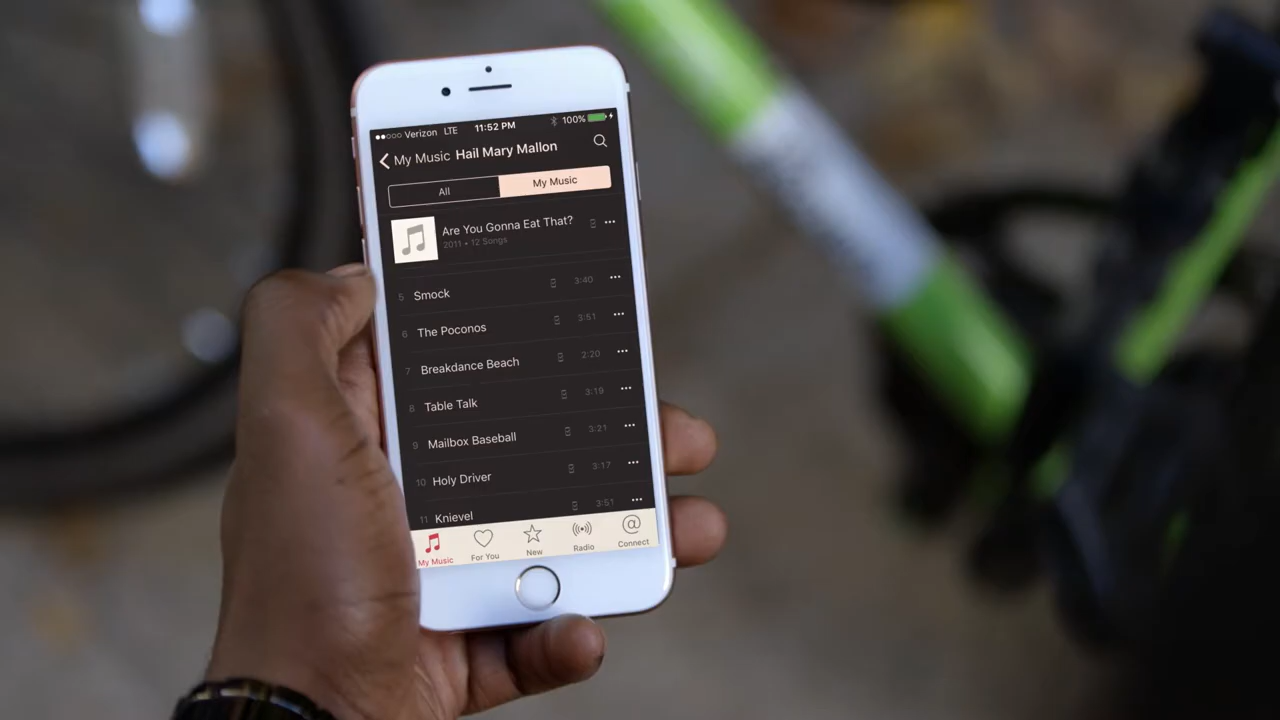 Verizon LTE 11:52 PM 100%
My Music Hail Mary Mallon
All My Music
Are You Gonna Eat That?
2011 • 12 Songs
5 Smock 3:40 •••
6 The Poconos 3:51 •••
7 Breakdance Beach 2:20 •••
8 Table Talk 3:19 •••
9 Mailbox Baseball 3:21 •••
10 Holy Driver 3:17 •••
11 Knievel 3:51 •••
My Music For You New Radio Connect